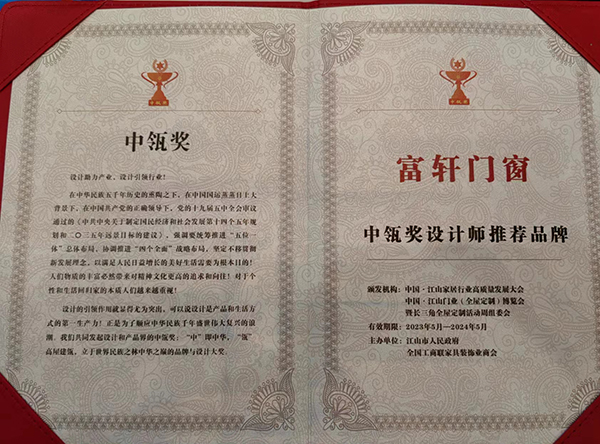 中瓴奖
中瓴奖
设计助力产业，设计引领行业！
在中华民族五千年历史的熏陶之下，在中国国运蒸蒸日上大
背景下，在中国共产党的正确领导下，党的十九届五中全会审议
通过的《中共中央关于制定国民经济和社会发展第十四个五年规
划和二〇三五年远景目标的建议》，强调要统筹推进“五位一
体”总体布局，协调推进“四个全面”战略布局，坚定不移贯彻
新发展理念，以满足人民日益增长的美好生活需要为根本目的！
人们物质的丰富必然带来对精神文化更高的追求和向往！对于个
性和生活回归家的本质人们越来越重视！
设计的引领作用就显得尤为突出，可以说设计是产品和生活方
式的第一生产力！正是为了顺应中华民族千年盛世伟大复兴的浪
潮，我们共同发起设计和产品界的中瓴奖：“中”即中华，“瓴”
高屋建瓴，立于世界民族之林中华之巅的品牌与设计大奖。
中瓴奖
富轩门窗
中瓴奖设计师推荐品牌
颁发机构：中国·江山家居行业高质量发展大会
中国·江山门业（全屋定制）博览会
暨长三角全屋定制活动周组委会
有效期限：2023年5月—2024年5月
主办单位：江山市人民政府
全国工商联家具装饰业商会